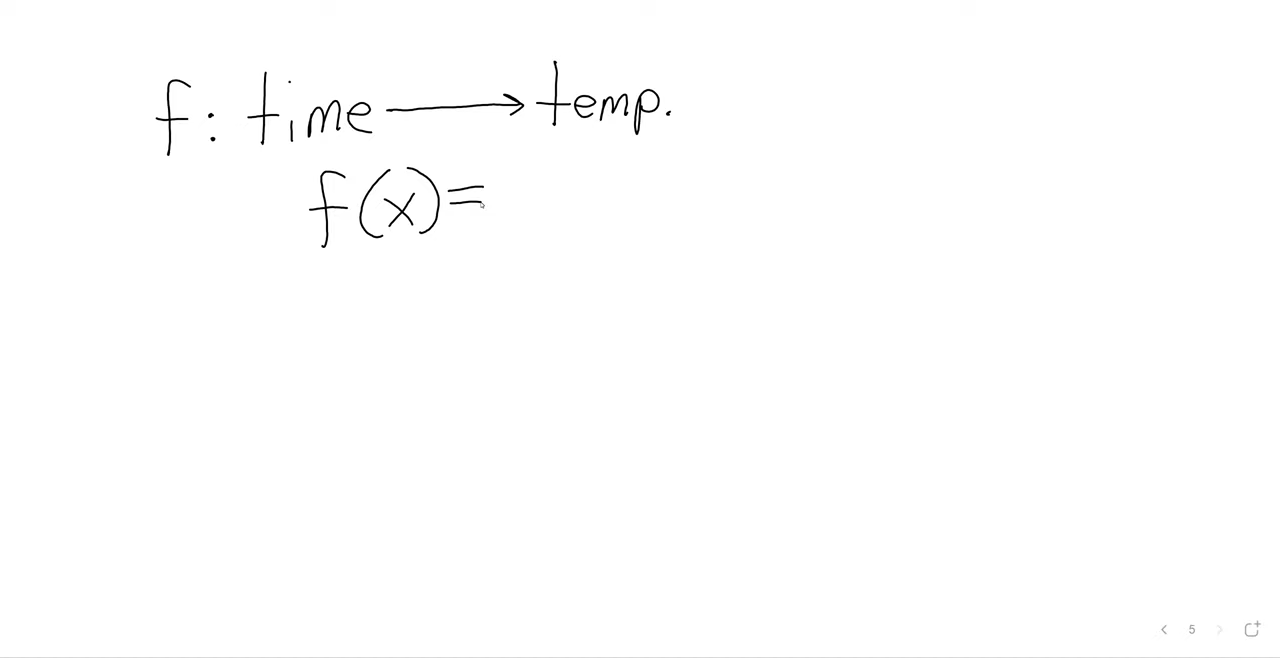 f: time ⟶ temp.
f(x)=
5